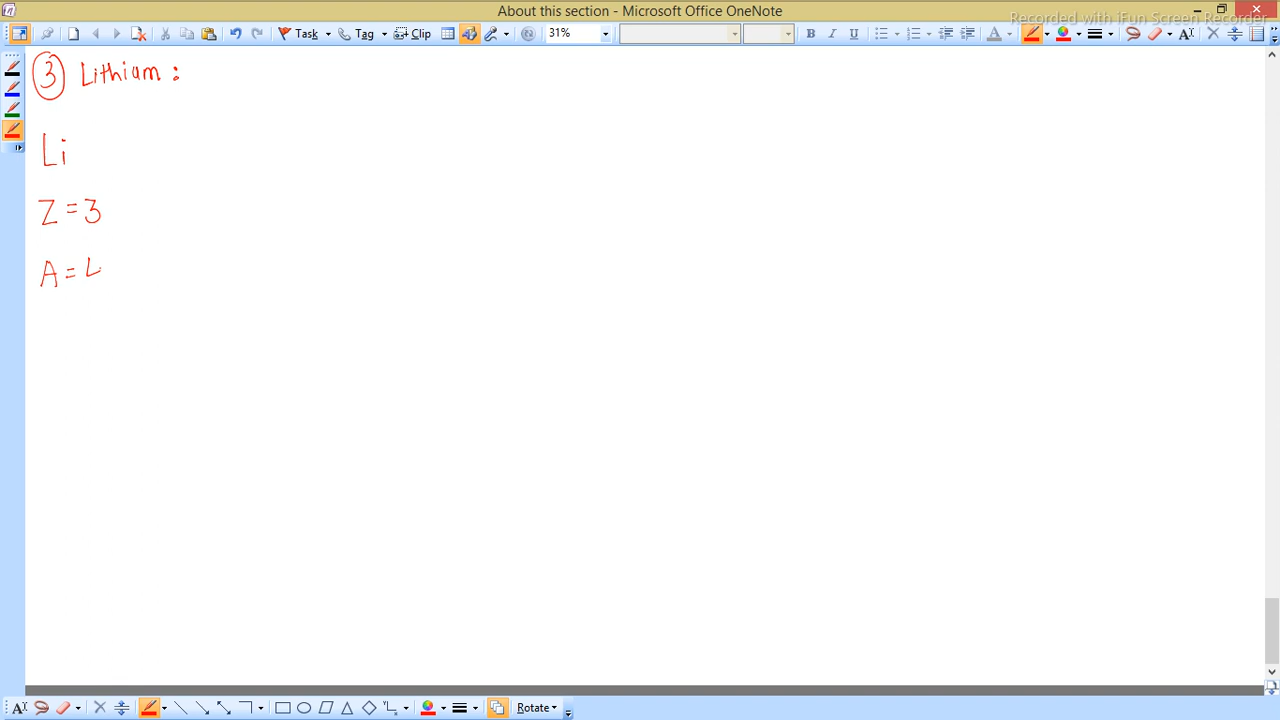 About this section - Microsoft Office OneNote
Recorded with iFun Screen Recorder
Task Tag Clip 31% B I U A
③ Lithium :
Li
Z = 3
A = L
Rotate